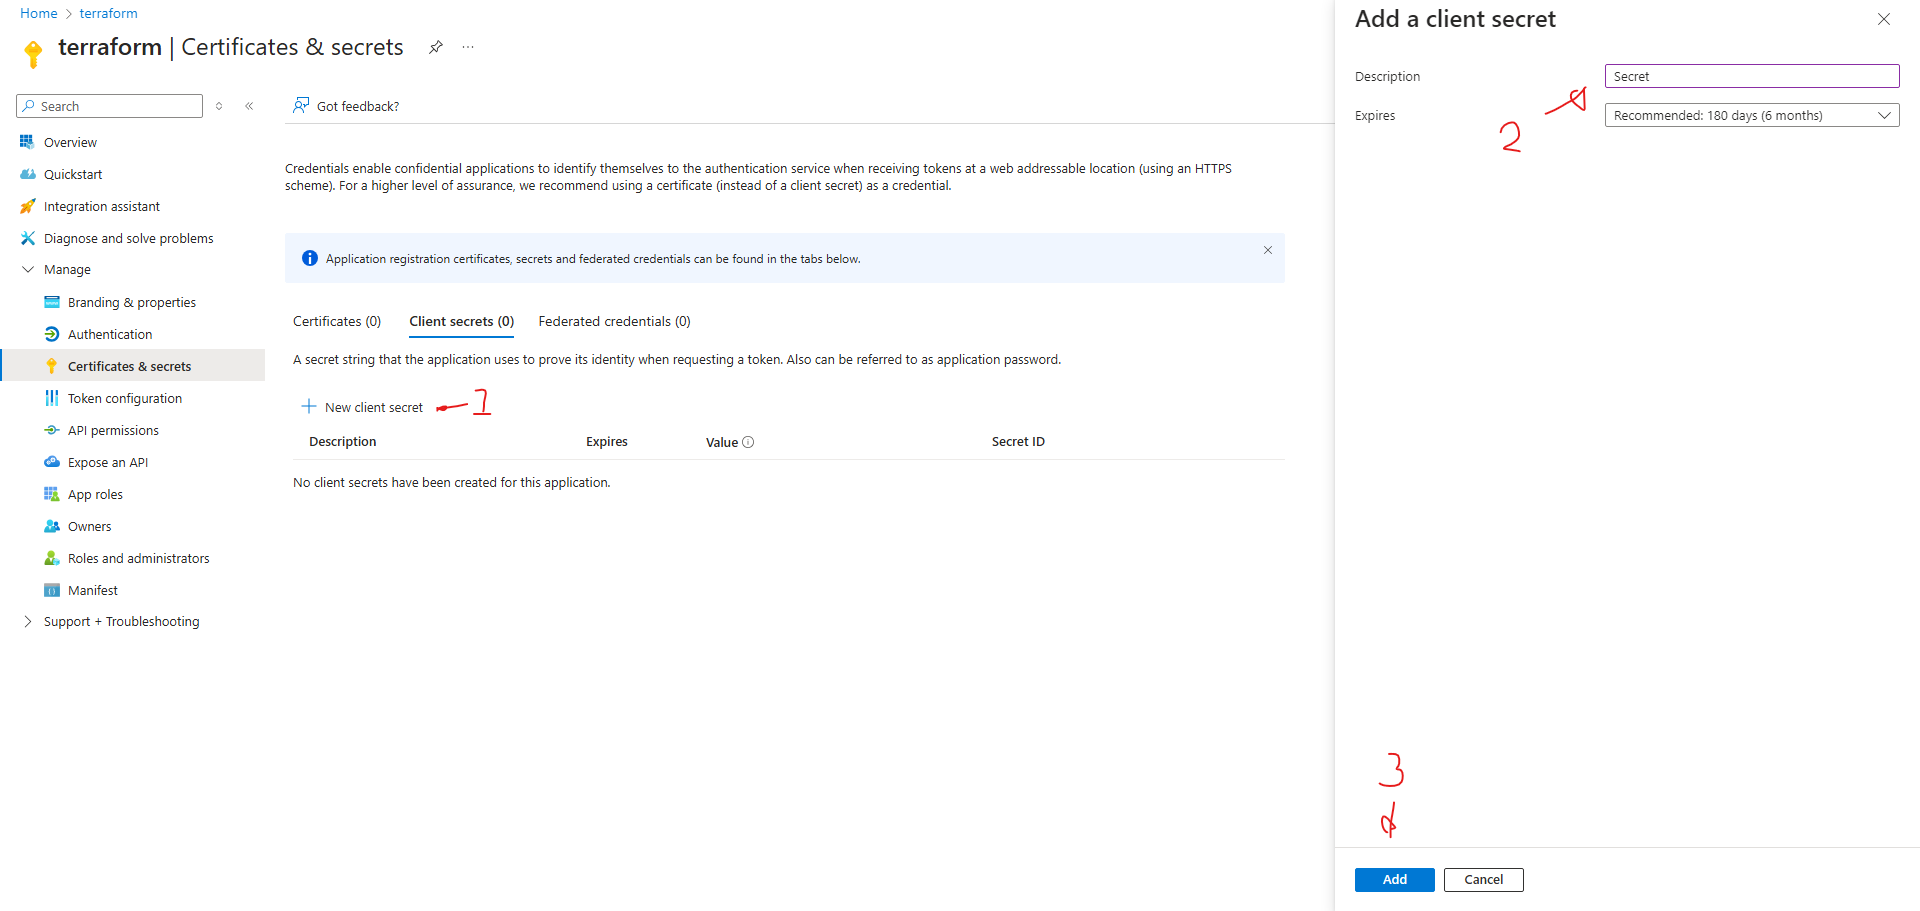 Home > terraform
terraform | Certificates & secrets
Search
Overview
Quickstart
Integration assistant
Diagnose and solve problems
Manage
Branding & properties
Authentication
Certificates & secrets
Token configuration
API permissions
Expose an API
App roles
Owners
Roles and administrators
Manifest
Support + Troubleshooting
Got feedback?
Credentials enable confidential applications to identify themselves to the authentication service when receiving tokens at a web addressable location (using an HTTPS
scheme). For a higher level of assurance, we recommend using a certificate (instead of a client secret) as a credential.
Application registration certificates, secrets and federated credentials can be found in the tabs below.
Certificates (0) Client secrets (0) Federated credentials (0)
A secret string that the application uses to prove its identity when requesting a token. Also can be referred to as application password.
New client secret 1
Description Expires Value Secret ID
No client secrets have been created for this application.
Add a client secret
Description Secret
Expires Recommended: 180 days (6 months)
2
3
Add Cancel